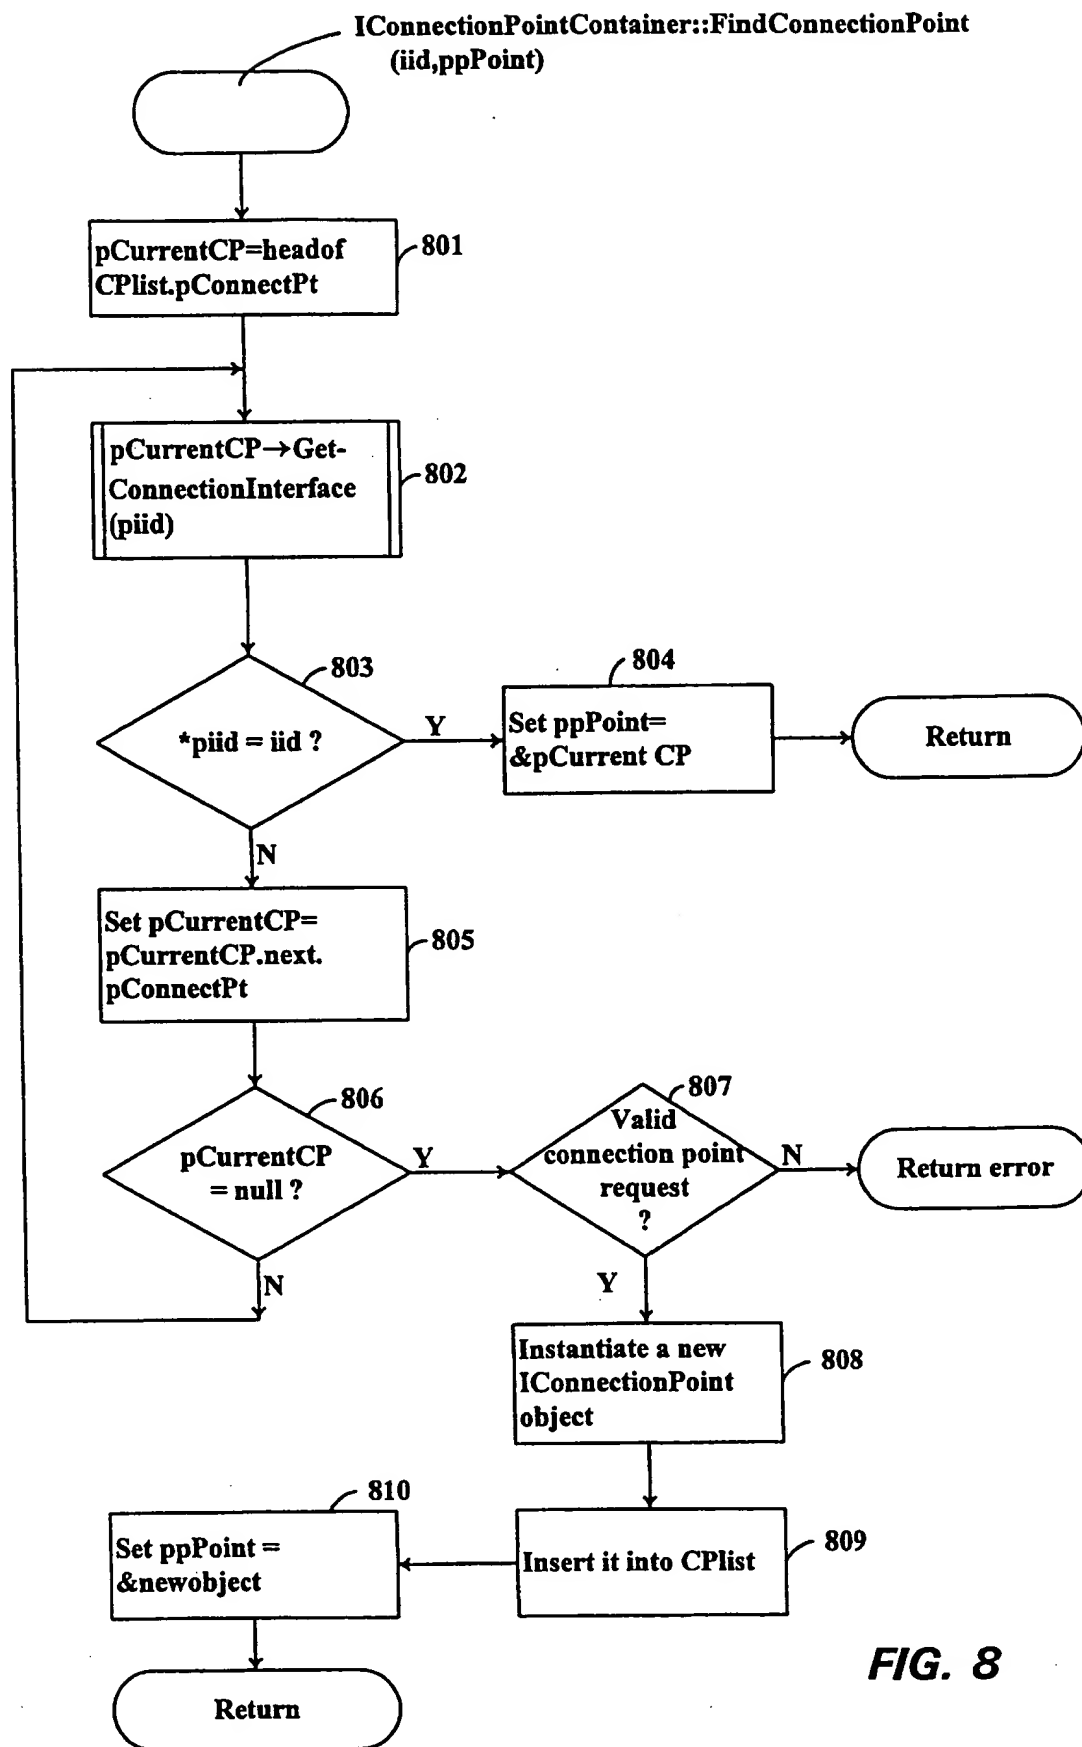 IConnectionPointContainer::FindConnectionPoint
(iid,ppPoint)
pCurrentCP=headof
CPlist.pConnectPt
801
pCurrentCP→Get-
ConnectionInterface
(piid)
802
803
*piid = iid ?
Y
804
Set ppPoint=
&pCurrent CP
Return
N
Set pCurrentCP=
pCurrentCP.next.
pConnectPt
805
806
pCurrentCP
= null ?
Y
N
807
Valid
connection point
request
?
N
Return error
Y
Instantiate a new
IConnectionPoint
object
808
Insert it into CPlist
809
810
Set ppPoint =
&newobject
Return
FIG. 8